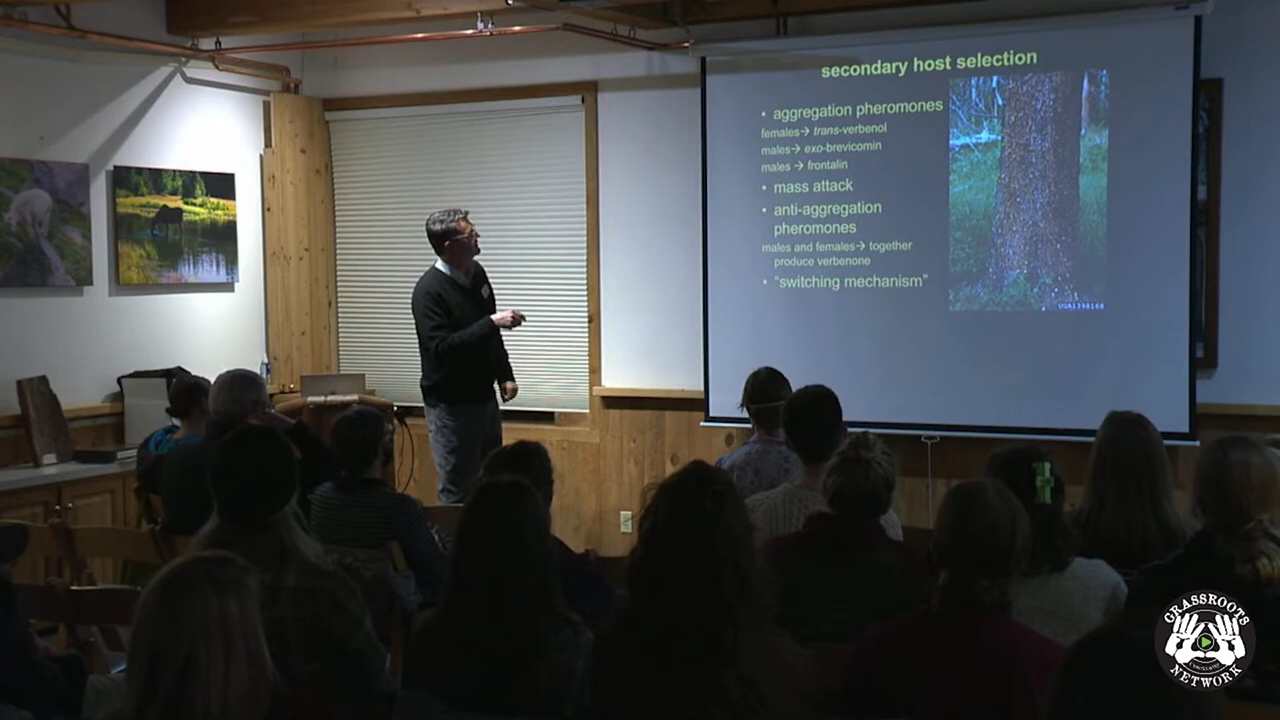 secondary host selection
• aggregation pheromones
females→ trans-verbenol
males→ exo-brevicomin
males → frontalin
• mass attack
• anti-aggregation
pheromones
males and females→ together
produce verbenone
• "switching mechanism"
UGA1398168
GRASSROOTS
NETWORK